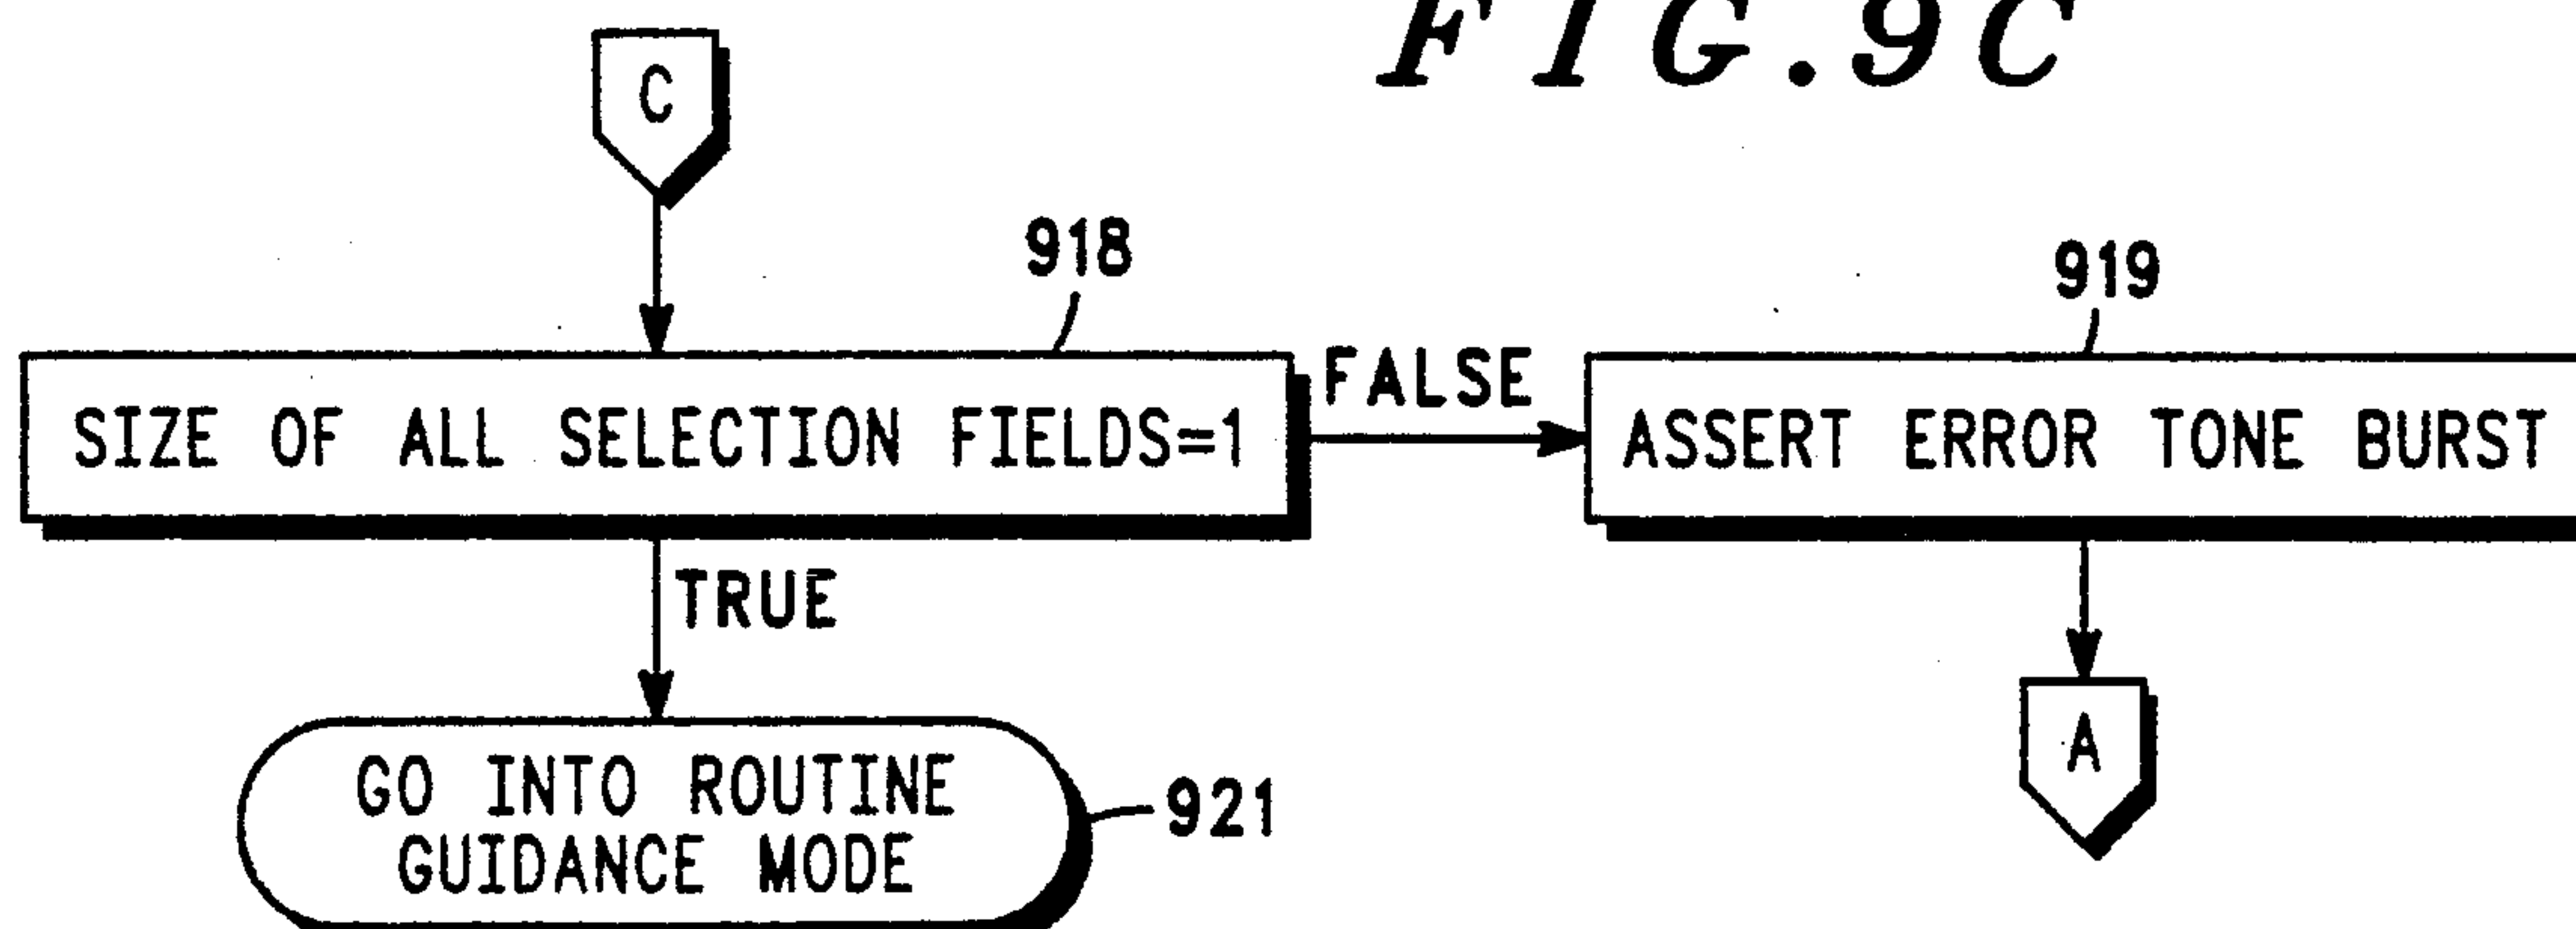 FIG.9C
C
918
919
SIZE OF ALL SELECTION FIELDS=1
FALSE
ASSERT ERROR TONE BURST
TRUE
A
GO INTO ROUTINE
GUIDANCE MODE
921